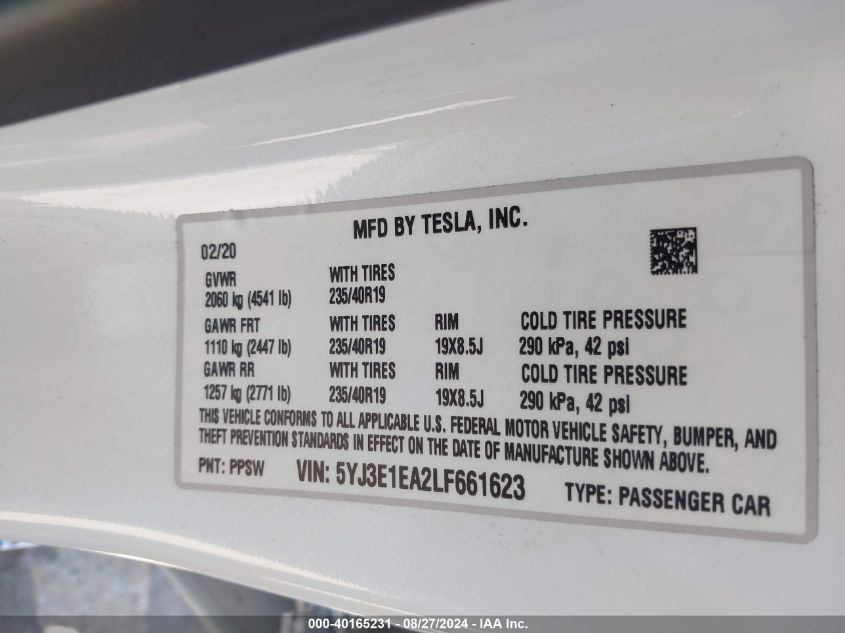 MFD BY TESLA, INC.
02/20
GVWR WITH TIRES
2060 kg (4541 lb) 235/40R19
GAWR FRT WITH TIRES RIM COLD TIRE PRESSURE
1110 kg (2447 lb) 235/40R19 19X8.5J 290 kPa, 42 psi
GAWR RR WITH TIRES RIM COLD TIRE PRESSURE
1257 kg (2771 lb) 235/40R19 19X8.5J 290 kPa, 42 psi
THIS VEHICLE CONFORMS TO ALL APPLICABLE U.S. FEDERAL MOTOR VEHICLE SAFETY, BUMPER, AND
THEFT PREVENTION STANDARDS IN EFFECT ON THE DATE OF MANUFACTURE SHOWN ABOVE.
PNT: PPSW VIN: 5YJ3E1EA2LF661623 TYPE: PASSENGER CAR
000-40165231 - 08/27/2024 - IAA Inc.